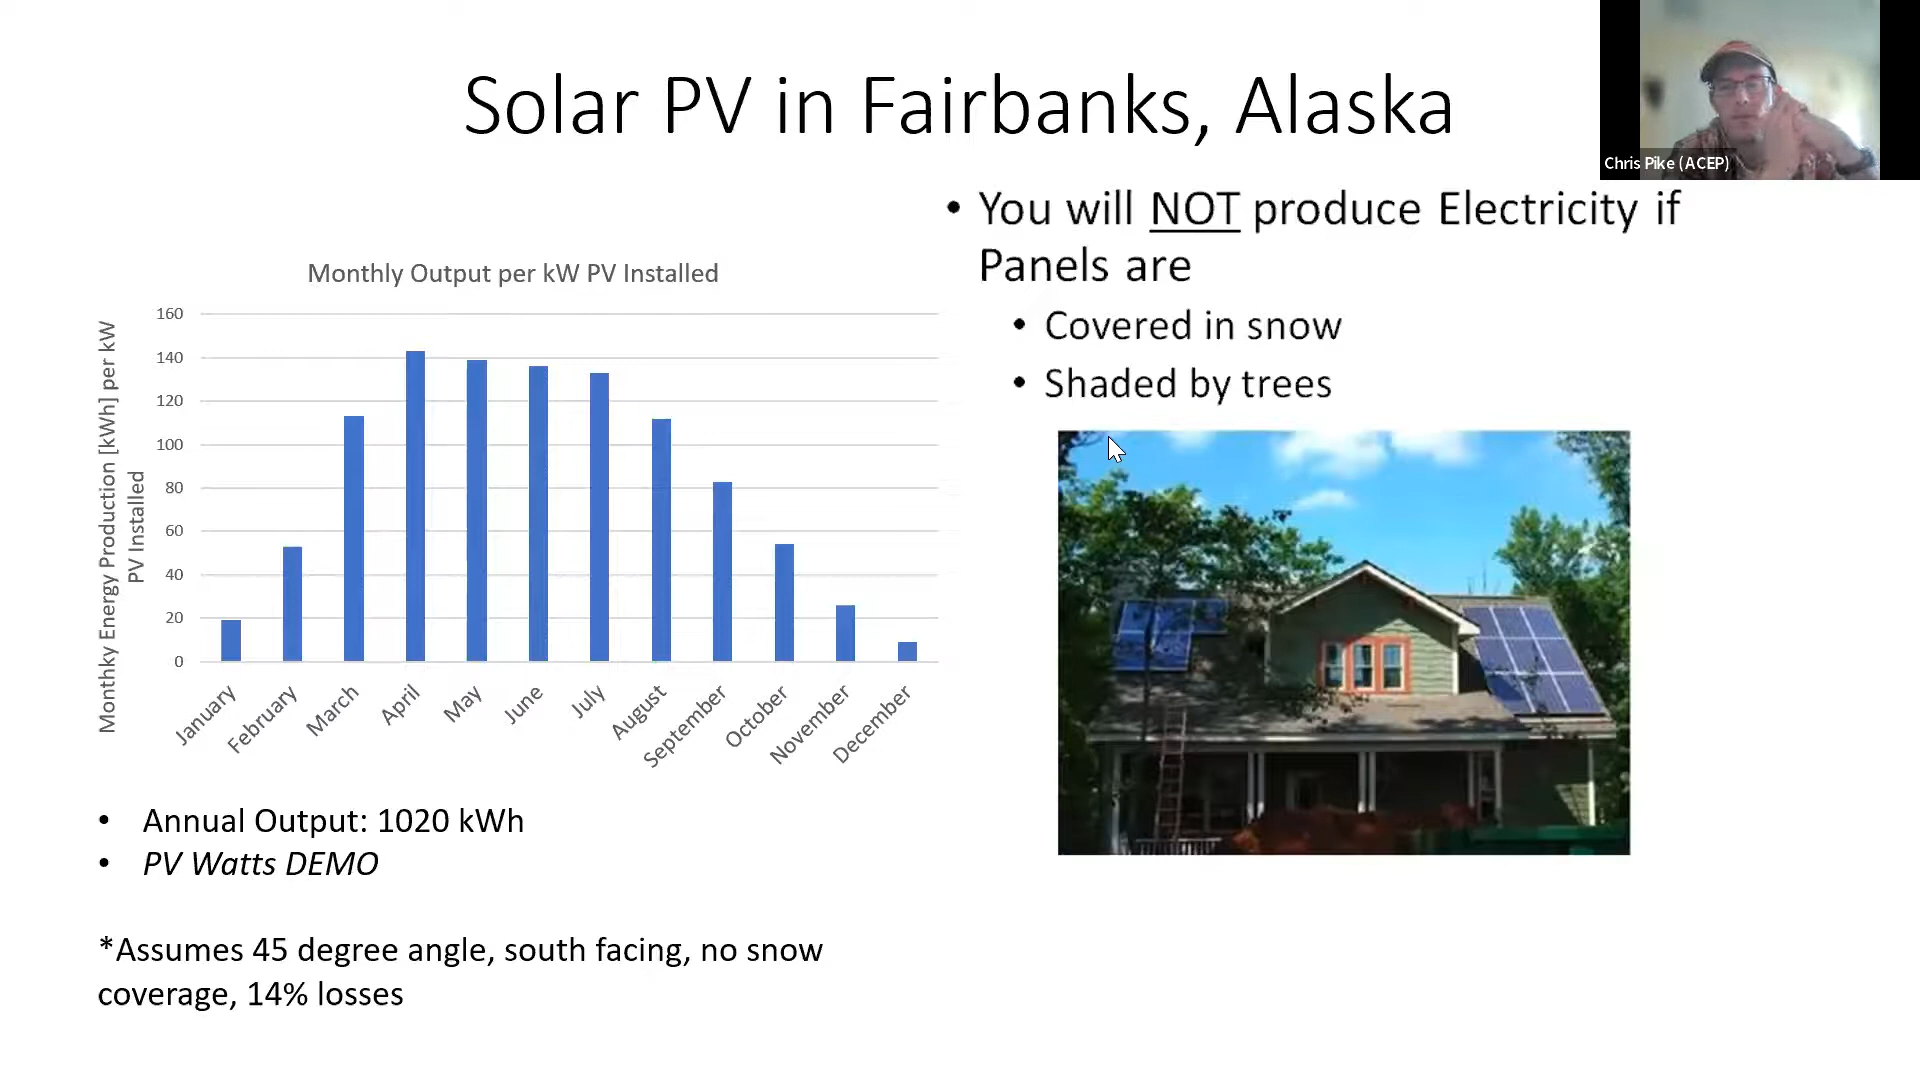 Solar PV in Fairbanks, Alaska
Chris Pike (ACEP)
Monthly Output per kW PV Installed
Monthky Energy Production [kWh] per kW
PV Installed
160
140
120
100
80
60
40
20
0
January
February
March
April
May
June
July
August
September
October
November
December
• Annual Output: 1020 kWh
• PV Watts DEMO
*Assumes 45 degree angle, south facing, no snow
coverage, 14% losses
• You will NOT produce Electricity if
Panels are
• Covered in snow
• Shaded by trees